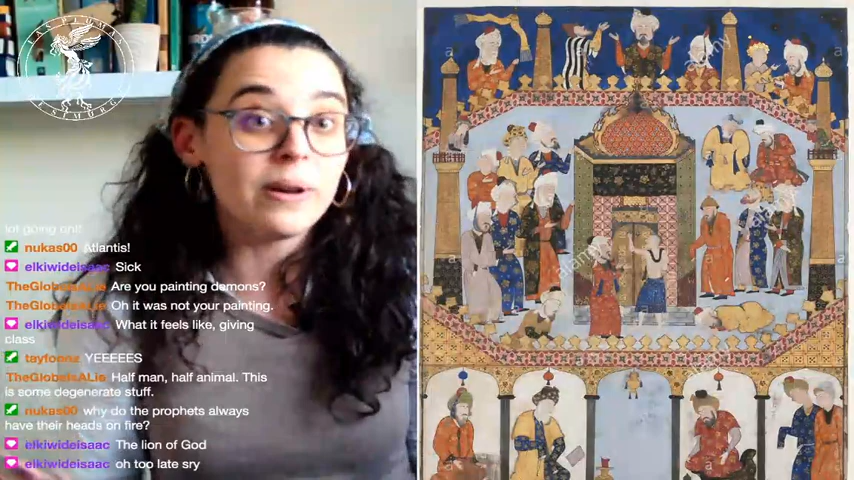 lot going on!!
nukas00 Atlantis!
elkiwideisaac Sick
TheGlobeIsALie Are you painting demons?
TheGlobeIsALie Oh it was not your painting.
elkiwideisaac What it feels like, giving
class
tayfoonz YEEEEES
TheGlobeIsALie Half man, half animal. This
is some degenerate stuff.
nukas00 why do the prophets always
have their heads on fire?
elkiwideisaac The lion of God
elkiwideisaac oh too late sry
alamy
alamy